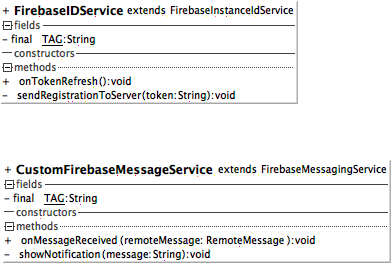 + FirebaseIDService extends FirebaseInstanceIdService
fields
- final TAG:String
constructors
methods
+ onTokenRefresh():void
- sendRegistrationToServer(token:String):void
+ CustomFirebaseMessageService extends FirebaseMessagingService
fields
- final TAG:String
constructors
methods
+ onMessageReceived(remoteMessage: RemoteMessage):void
- showNotification(message:String):void